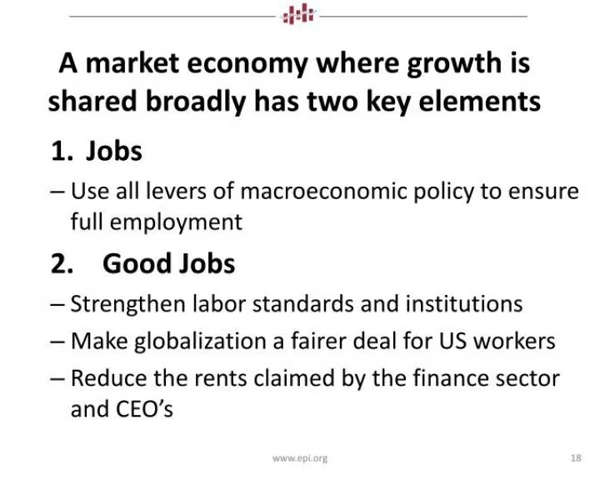 A market economy where growth is
shared broadly has two key elements
1. Jobs
– Use all levers of macroeconomic policy to ensure
full employment
2. Good Jobs
– Strengthen labor standards and institutions
– Make globalization a fairer deal for US workers
– Reduce the rents claimed by the finance sector
and CEO’s
www.epi.org
18